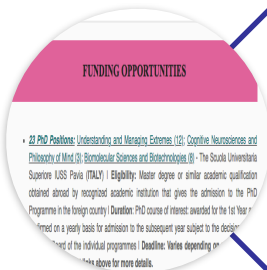 FUNDING OPPORTUNITIES
• 23 PhD Positions: Understanding and Managing Extremes (12); Cognitive Neurosciences and
Philosophy of Mind (3); Biomolecular Sciences and Biotechnologies (8) - The Scuola Universitaria
Superiore IUSS Pavia (ITALY) I Eligibility: Master degree or similar academic qualification
obtained abroad by recognized academic institution that gives the admission to the PhD
Programme in the foreign country I Duration: PhD course of interest awarded for the 1st Year
on a yearly basis for admission to the subsequent year subject to the
of the individual programmes I Deadline: Varies depending on
above for more details.